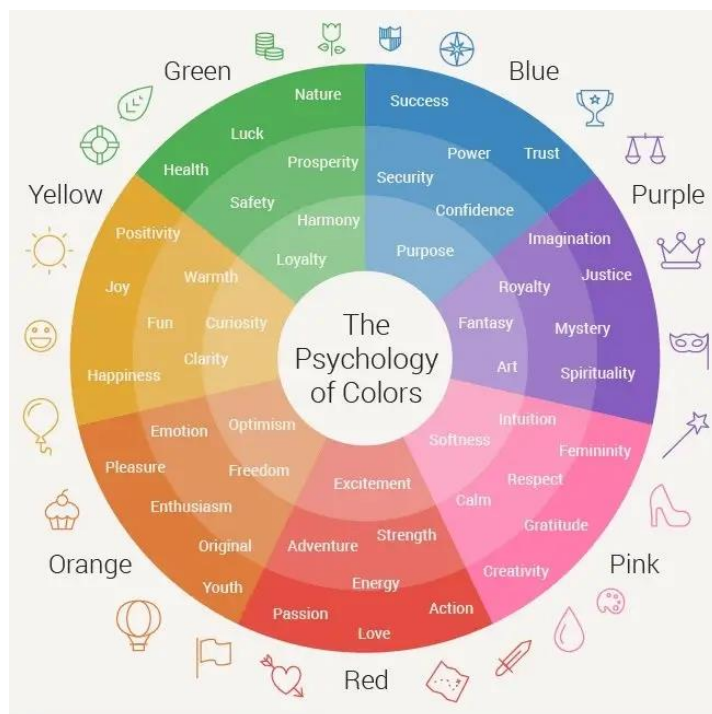 Green
Blue
Yellow
Purple
Orange
Pink
Red
The
Psychology
of Colors
Nature
Luck
Health
Prosperity
Safety
Harmony
Loyalty
Success
Power
Trust
Security
Confidence
Purpose
Imagination
Justice
Royalty
Mystery
Fantasy
Art
Spirituality
Intuition
Softness
Femininity
Respect
Calm
Gratitude
Creativity
Excitement
Strength
Adventure
Energy
Action
Passion
Love
Optimism
Emotion
Pleasure
Freedom
Enthusiasm
Original
Youth
Positivity
Joy
Warmth
Fun
Curiosity
Clarity
Happiness